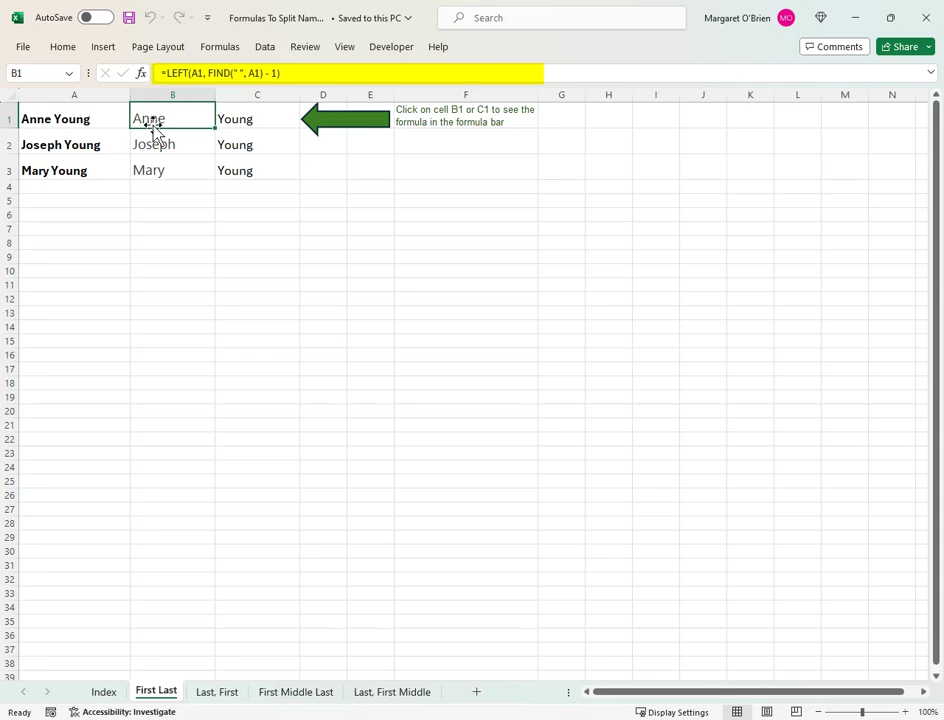 AutoSave
Formulas To Split Nam... • Saved to this PC
Search
Margaret O'Brien
MO
File Home Insert Page Layout Formulas Data Review View Developer Help
Comments
Share
B1
fx
=LEFT(A1, FIND(" ", A1) - 1)
A B C D E F G H I J K L M N
1 Anne Young Anne Young
Click on cell B1 or C1 to see the
formula in the formula bar
2 Joseph Young Joseph Young
3 Mary Young Mary Young
4
5
6
7
8
9
10
11
12
13
14
15
16
17
18
19
20
21
22
23
24
25
26
27
28
29
30
31
32
33
34
35
36
37
38
39
Index First Last Last, First First Middle Last Last, First Middle
Ready
Accessibility: Investigate
Display Settings
100%